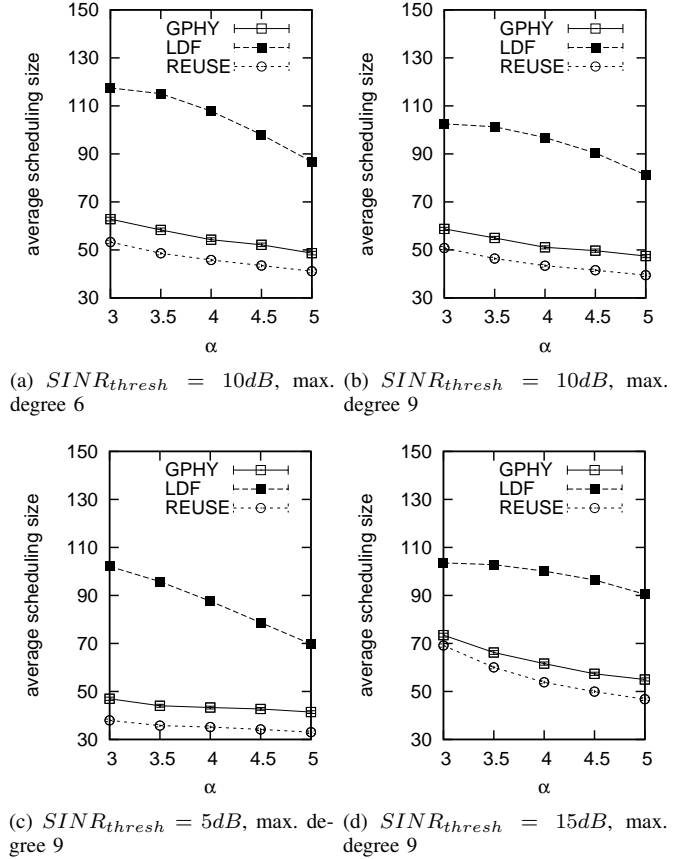 150
130
110
90
70
50
30
average scheduling size
GPHY
LDF
REUSE
3 3.5 4 4.5 5
α
150
130
110
90
70
50
30
average scheduling size
GPHY
LDF
REUSE
3 3.5 4 4.5 5
α
(a) SINR_thresh = 10dB, max.
degree 6
(b) SINR_thresh = 10dB, max.
degree 9
150
130
110
90
70
50
30
average scheduling size
GPHY
LDF
REUSE
3 3.5 4 4.5 5
α
150
130
110
90
70
50
30
average scheduling size
GPHY
LDF
REUSE
3 3.5 4 4.5 5
α
(c) SINR_thresh = 5dB, max. de-
gree 9
(d) SINR_thresh = 15dB, max.
degree 9